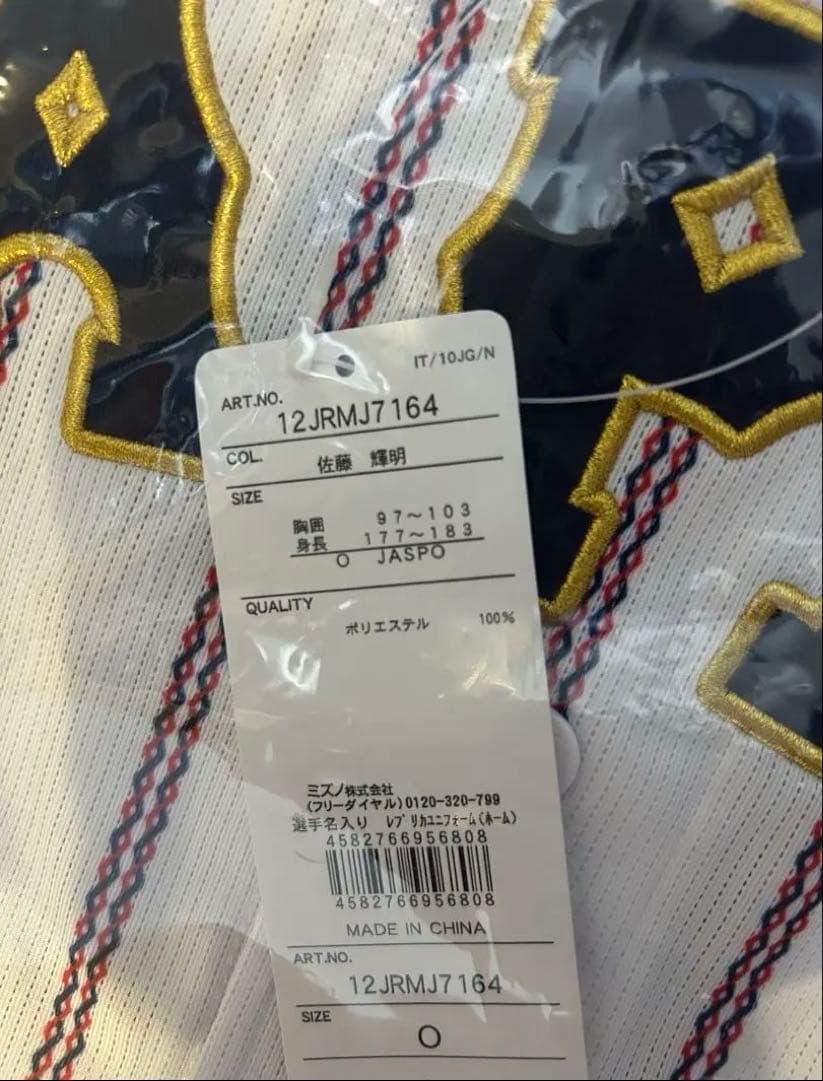 IT/10JG/N
ART.NO.
12JRMJ7164
COL.
佐藤 輝明
SIZE
胸囲 97～103
身長 177～183
O JASPO
QUALITY
ポリエステル 100%
ミズノ株式会社
(フリーダイヤル)0120-320-799
選手名入り レプリカユニフォーム(ホーム)
4582766956808
4582766956808
MADE IN CHINA
ART.NO.
12JRMJ7164
SIZE
O